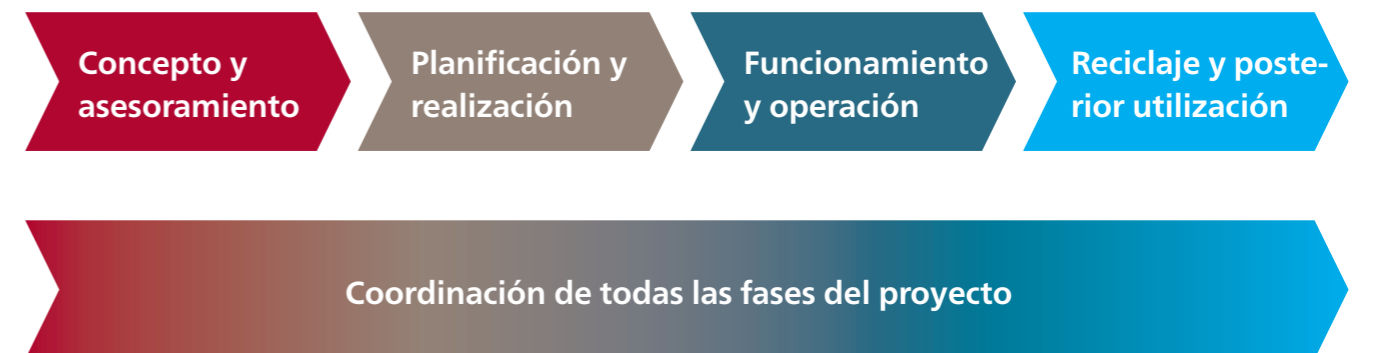 Concepto y
asesoramiento
Planificación y
realización
Funcionamiento
y operación
Reciclaje y poste-
rior utilización
Coordinación de todas las fases del proyecto